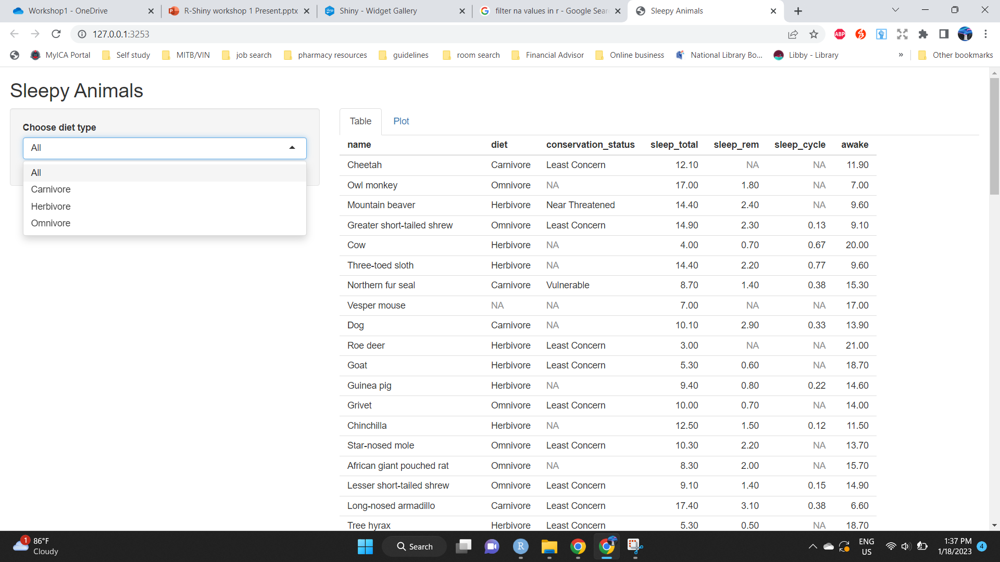 Workshop1 - OneDrive
R-Shiny workshop 1 Present.pptx
Shiny - Widget Gallery
filter na values in r - Google Sear
Sleepy Animals
127.0.0.1:3253
ABP
MyICA Portal
Self study
MITB/VIN
job search
pharmacy resources
guidelines
room search
Financial Advisor
Online business
National Library Bo...
Libby - Library
»
Other bookmarks
Sleepy Animals
Choose diet type
All
All
Carnivore
Herbivore
Omnivore
Table Plot
name diet conservation_status sleep_total sleep_rem sleep_cycle awake
Cheetah Carnivore Least Concern 12.10 NA NA 11.90
Owl monkey Omnivore NA 17.00 1.80 NA 7.00
Mountain beaver Herbivore Near Threatened 14.40 2.40 NA 9.60
Greater short-tailed shrew Omnivore Least Concern 14.90 2.30 0.13 9.10
Cow Herbivore NA 4.00 0.70 0.67 20.00
Three-toed sloth Herbivore NA 14.40 2.20 0.77 9.60
Northern fur seal Carnivore Vulnerable 8.70 1.40 0.38 15.30
Vesper mouse NA NA 7.00 NA NA 17.00
Dog Carnivore NA 10.10 2.90 0.33 13.90
Roe deer Herbivore Least Concern 3.00 NA NA 21.00
Goat Herbivore Least Concern 5.30 0.60 NA 18.70
Guinea pig Herbivore NA 9.40 0.80 0.22 14.60
Grivet Omnivore Least Concern 10.00 0.70 NA 14.00
Chinchilla Herbivore NA 12.50 1.50 0.12 11.50
Star-nosed mole Omnivore Least Concern 10.30 2.20 NA 13.70
African giant pouched rat Omnivore NA 8.30 2.00 NA 15.70
Lesser short-tailed shrew Omnivore Least Concern 9.10 1.40 0.15 14.90
Long-nosed armadillo Carnivore Least Concern 17.40 3.10 0.38 6.60
Tree hyrax Herbivore Least Concern 5.30 0.50 NA 18.70
1
86°F
Cloudy
Search
R
ENG
US
1:37 PM
1/18/2023
4